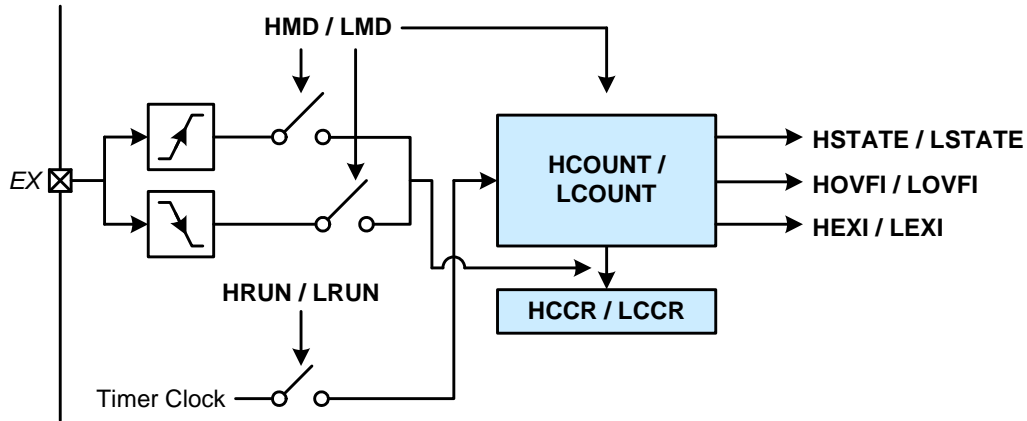 HMD / LMD
EX
HCOUNT /
LCOUNT
HSTATE / LSTATE
HOVFI / LOVFI
HEXI / LEXI
HRUN / LRUN
HCCR / LCCR
Timer Clock